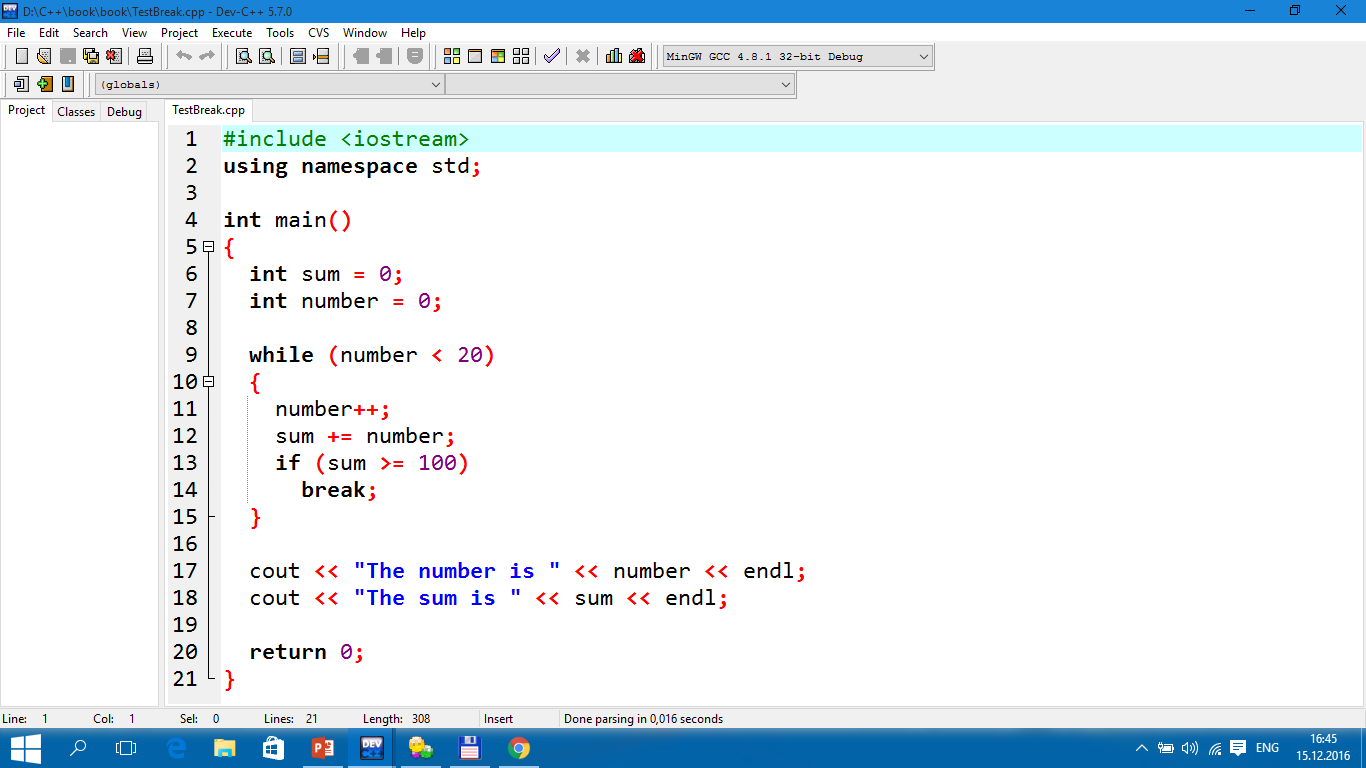 D:\C++\book\book\TestBreak.cpp - Dev-C++ 5.7.0
File Edit Search View Project Execute Tools CVS Window Help
MinGW GCC 4.8.1 32-bit Debug
(globals)
Project Classes Debug
TestBreak.cpp
1 #include <iostream>
2 using namespace std;
3
4 int main()
5 {
6 int sum = 0;
7 int number = 0;
8
9 while (number < 20)
10 {
11 number++;
12 sum += number;
13 if (sum >= 100)
14 break;
15 }
16
17 cout << "The number is " << number << endl;
18 cout << "The sum is " << sum << endl;
19
20 return 0;
21 }
Line: 1 Col: 1 Sel: 0 Lines: 21 Length: 308 Insert Done parsing in 0,016 seconds
DEV
ENG
16:45
15.12.2016